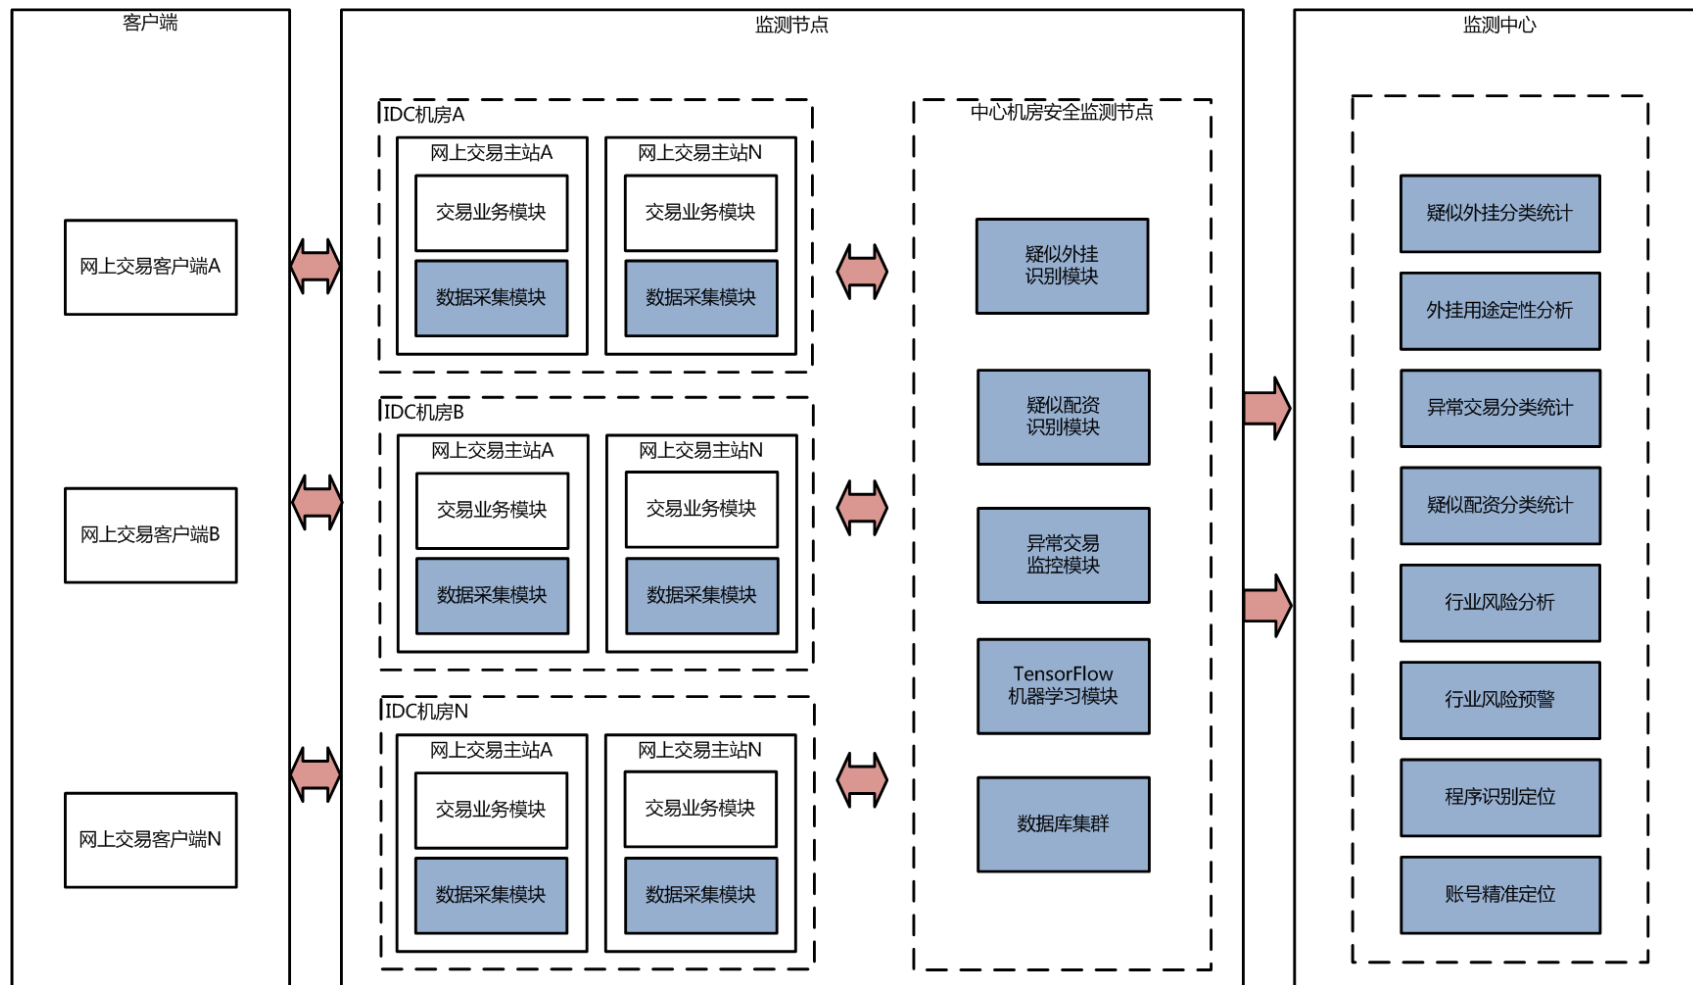 客户端
网上交易客户端A
网上交易客户端B
网上交易客户端N
监测节点
IDC机房A
网上交易主站A
交易业务模块
数据采集模块
网上交易主站N
交易业务模块
数据采集模块
IDC机房B
网上交易主站A
交易业务模块
数据采集模块
网上交易主站N
交易业务模块
数据采集模块
IDC机房N
网上交易主站A
交易业务模块
数据采集模块
网上交易主站N
交易业务模块
数据采集模块
中心机房安全监测节点
疑似外挂
识别模块
疑似配资
识别模块
异常交易
监控模块
TensorFlow
机器学习模块
数据库集群
监测中心
疑似外挂分类统计
外挂用途定性分析
异常交易分类统计
疑似配资分类统计
行业风险分析
行业风险预警
程序识别定位
账号精准定位